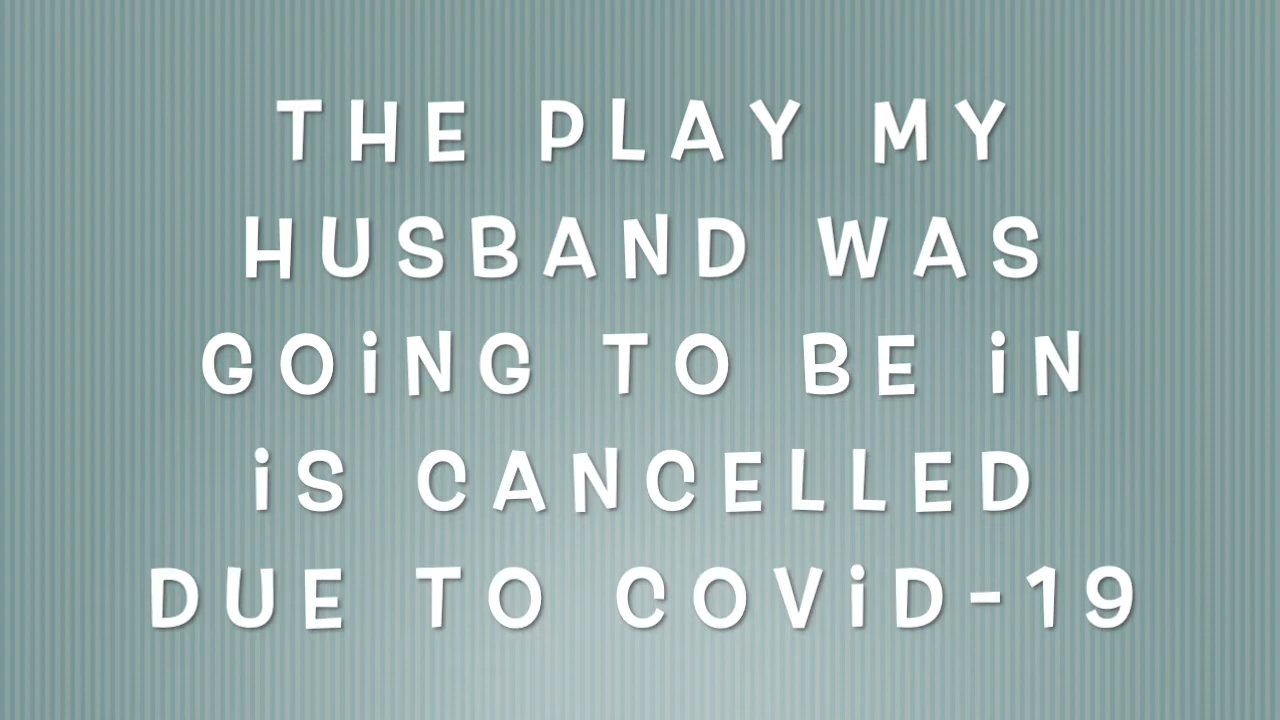 THE PLAY MY
HUSBAND WAS
GOiNG TO BE iN
iS CANCELLED
DUE TO COViD-19